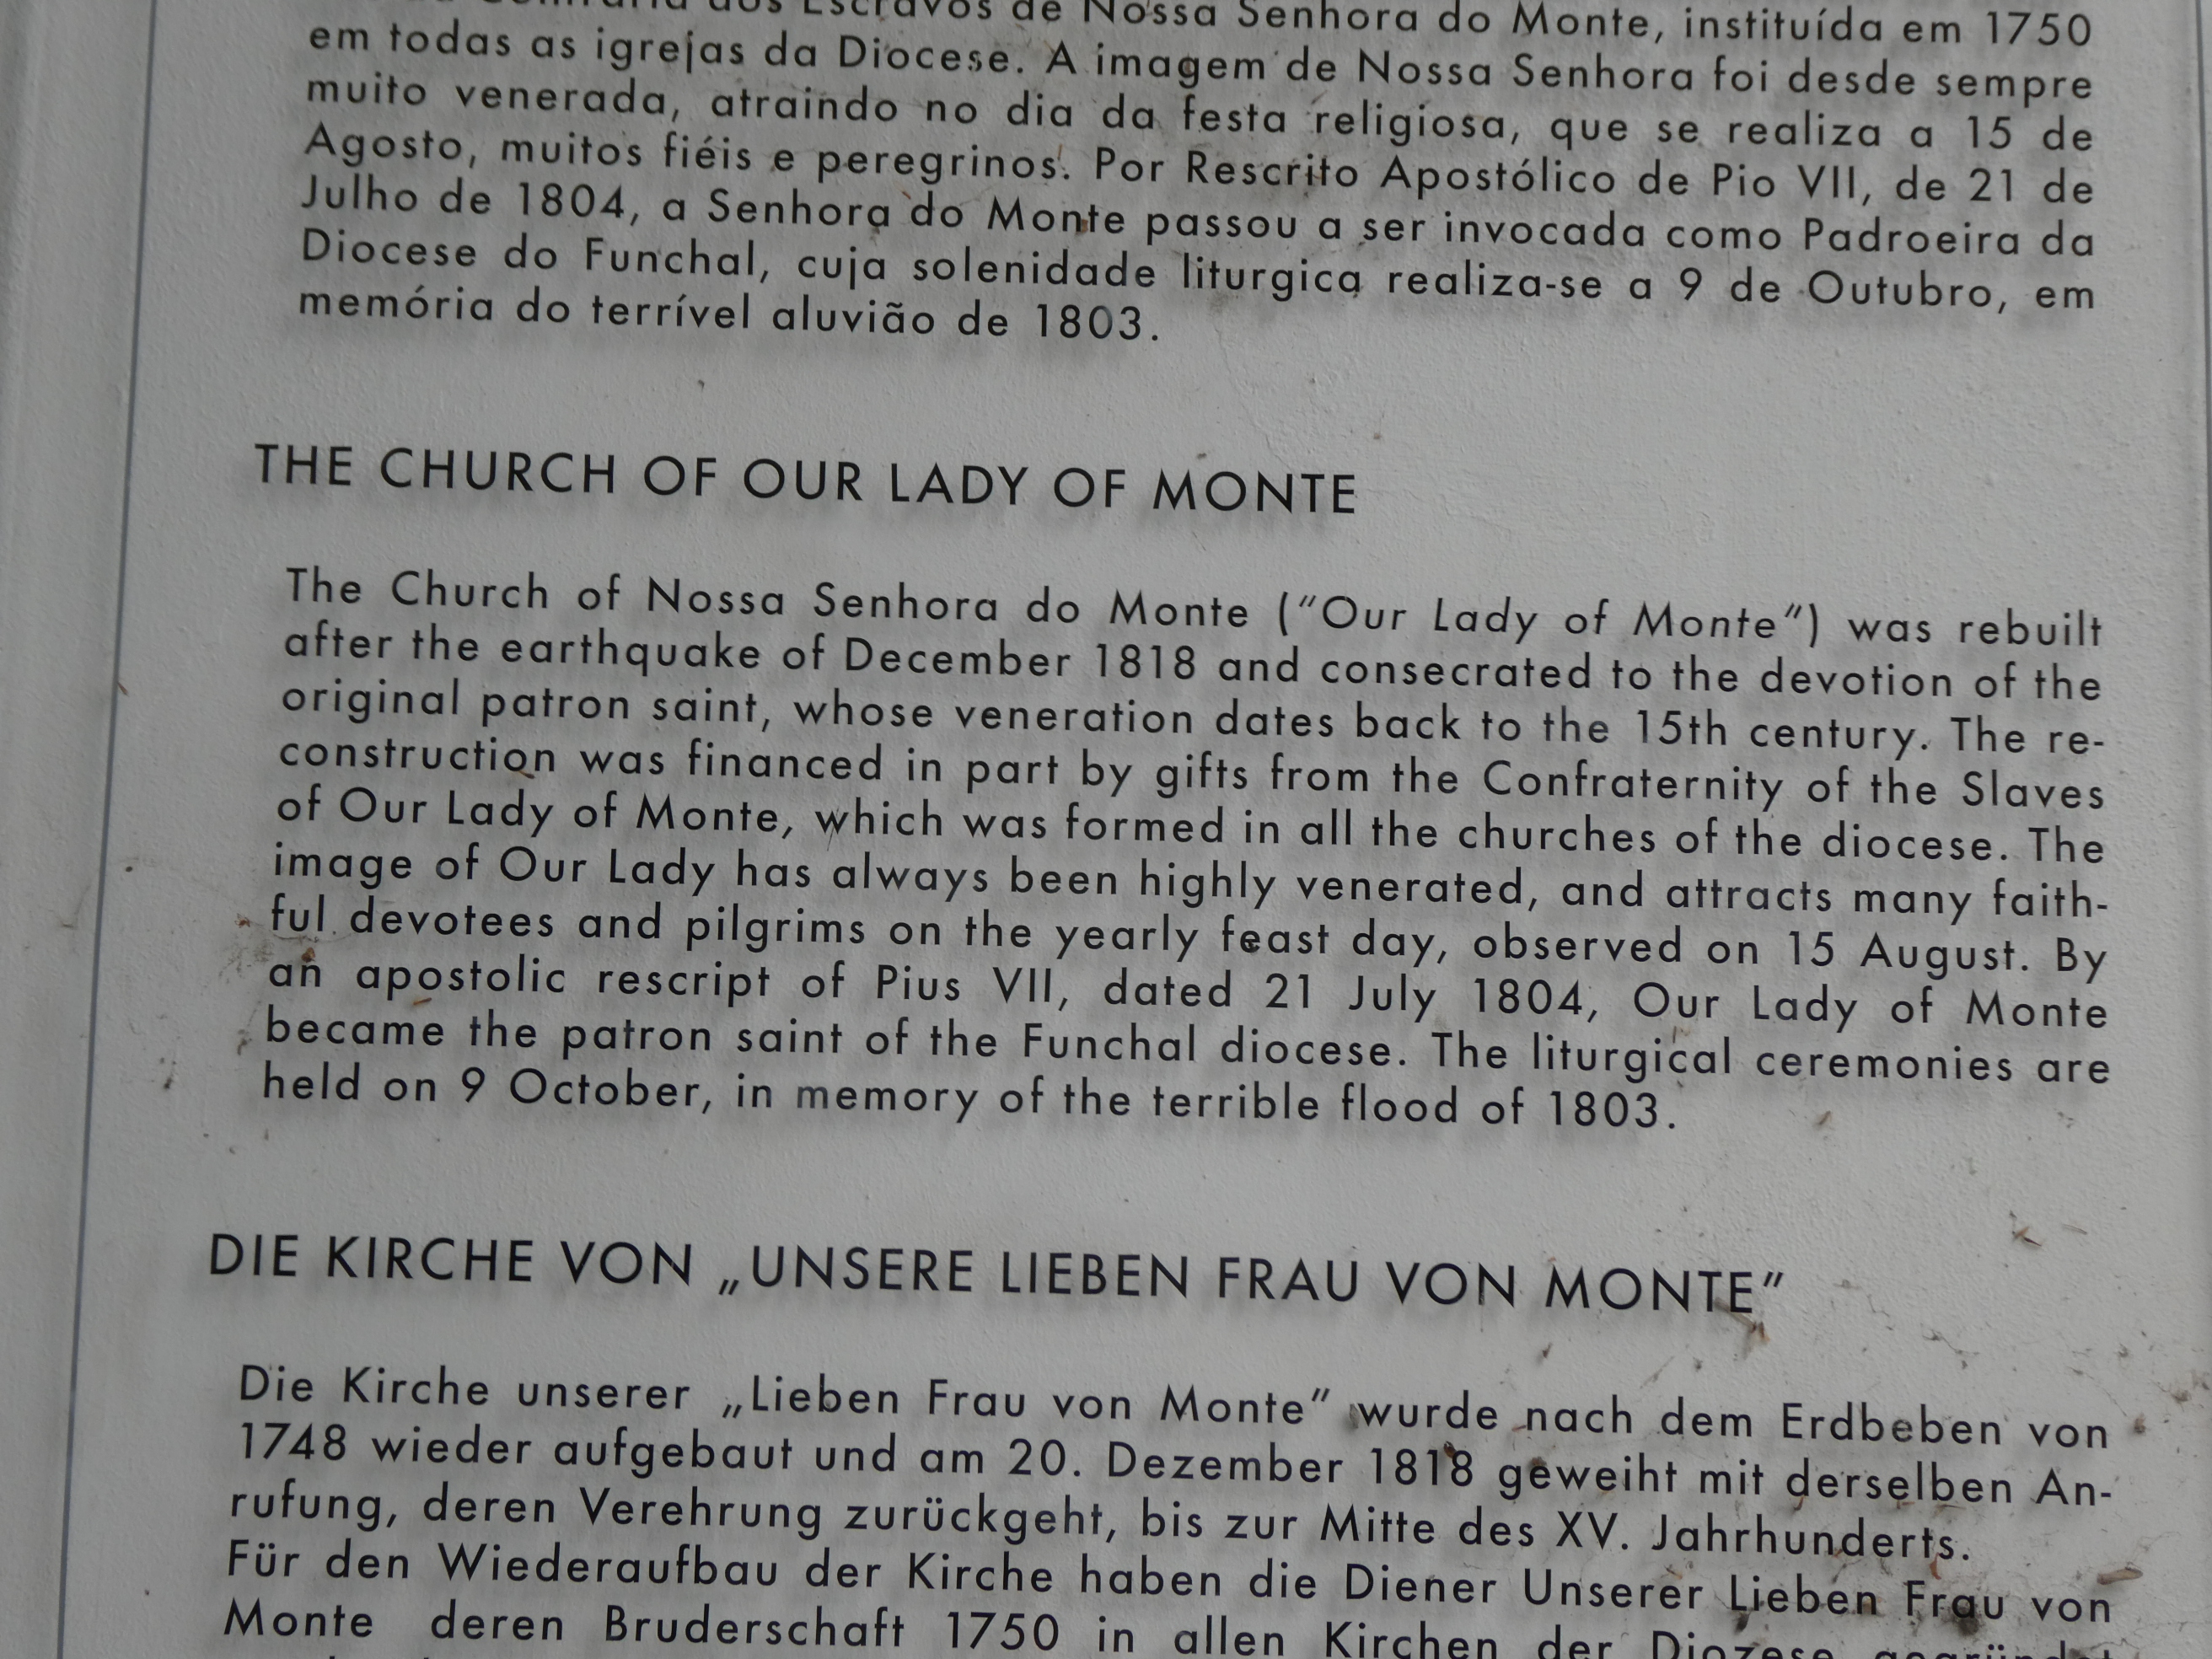 Confraria dos Escravos de Nossa Senhora do Monte, instituída em 1750
em todas as igrejas da Diocese. A imagem de Nossa Senhora foi desde sempre
muito venerada, atraindo no dia da festa religiosa, que se realiza a 15 de
Agosto, muitos fiéis e peregrinos. Por Rescrito Apostólico de Pio VII, de 21 de
Julho de 1804, a Senhora do Monte passou a ser invocada como Padroeira da
Diocese do Funchal, cuja solenidade liturgica realiza-se a 9 de Outubro, em
memória do terrível aluvião de 1803.
THE CHURCH OF OUR LADY OF MONTE
The Church of Nossa Senhora do Monte ("Our Lady of Monte") was rebuilt
after the earthquake of December 1818 and consecrated to the devotion of the
original patron saint, whose veneration dates back to the 15th century. The re-
construction was financed in part by gifts from the Confraternity of the Slaves
of Our Lady of Monte, which was formed in all the churches of the diocese. The
image of Our Lady has always been highly venerated, and attracts many faith-
ful devotees and pilgrims on the yearly feast day, observed on 15 August. By
an apostolic rescript of Pius VII, dated 21 July 1804, Our Lady of Monte
became the patron saint of the Funchal diocese. The liturgical ceremonies are
held on 9 October, in memory of the terrible flood of 1803.
DIE KIRCHE VON „UNSERE LIEBEN FRAU VON MONTE"
Die Kirche unserer „Lieben Frau von Monte" wurde nach dem Erdbeben von
1748 wieder aufgebaut und am 20. Dezember 1818 geweiht mit derselben An-
rufung, deren Verehrung zurückgeht, bis zur Mitte des XV. Jahrhunderts.
Für den Wiederaufbau der Kirche haben die Diener Unserer Lieben Frau von
Monte deren Bruderschaft 1750 in allen Kirchen der Diozese gegründet